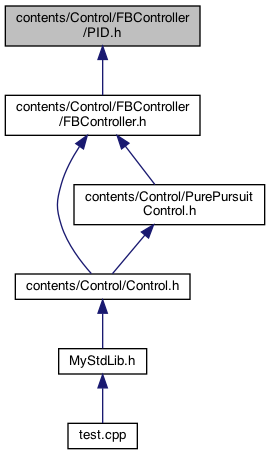 contents/Control/FBController
/PID.h
contents/Control/FBController
/FBController.h
contents/Control/PurePursuit
Control.h
contents/Control/Control.h
MyStdLib.h
test.cpp